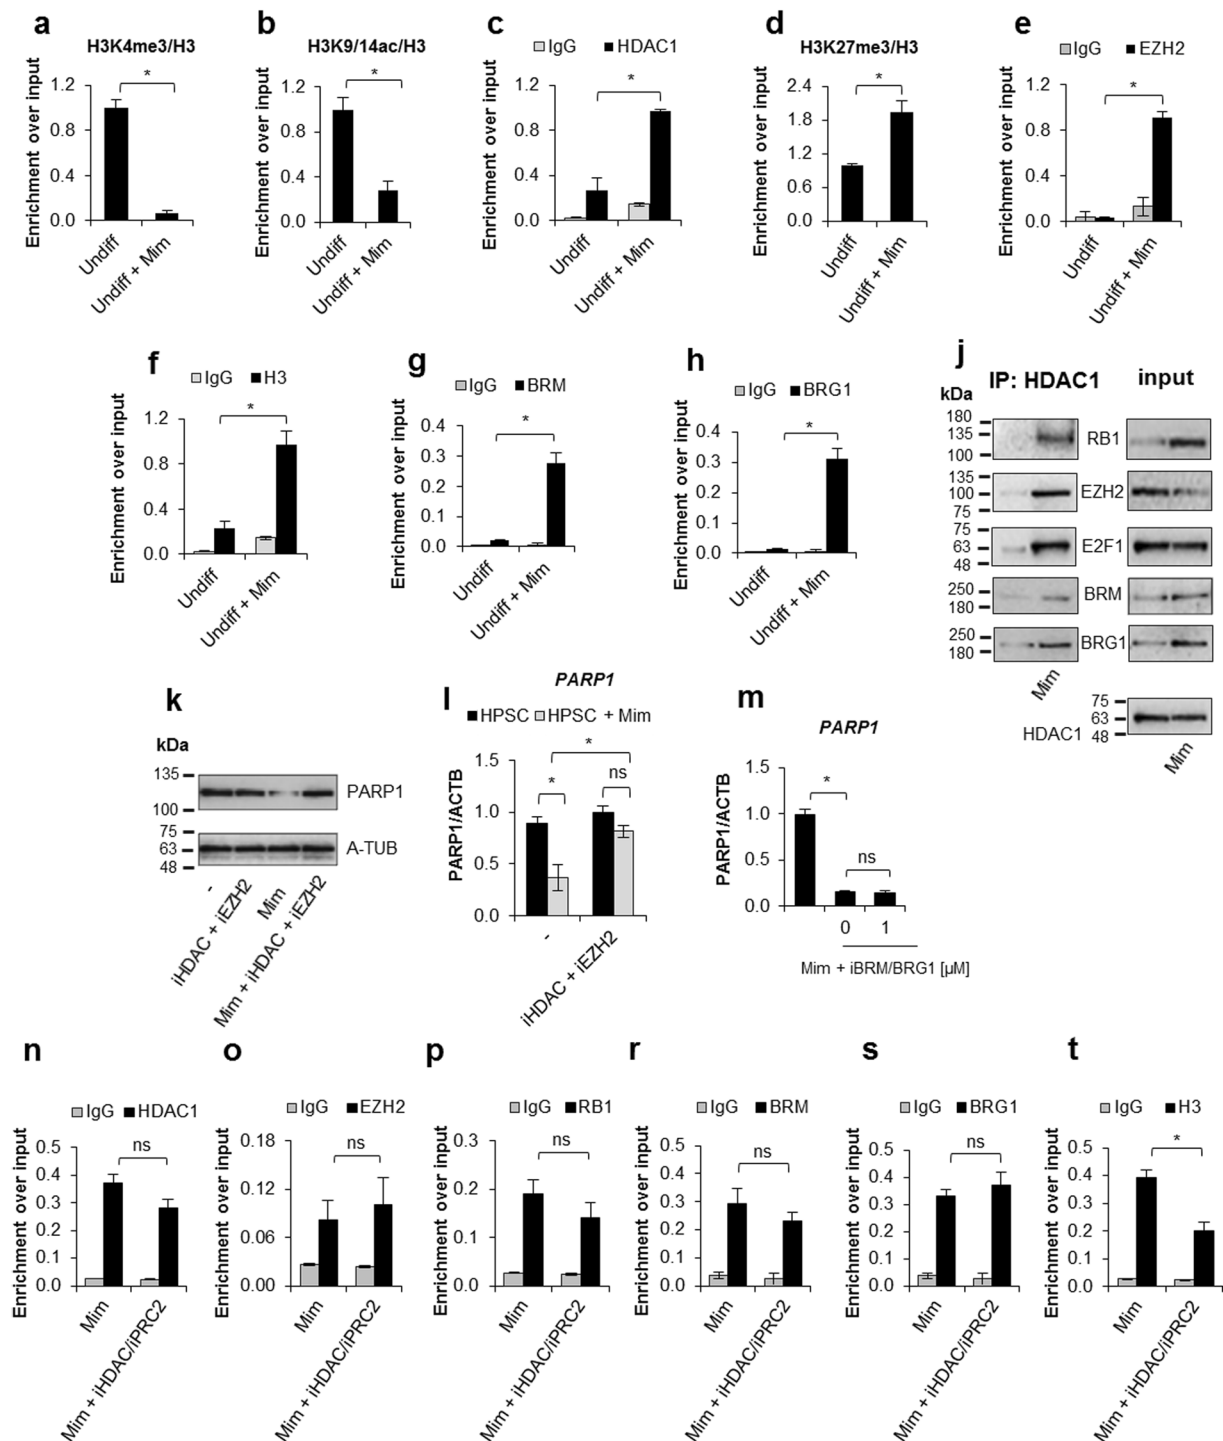 a
H3K4me3/H3
Enrichment over input
1.2
0.8
0.4
0.0
*
Undiff
Undiff + Mim
b
H3K9/14ac/H3
Enrichment over input
1.2
0.8
0.4
0.0
*
Undiff
Undiff + Mim
c
IgG HDAC1
Enrichment over input
1.2
0.8
0.4
0.0
*
Undiff
Undiff + Mim
d
H3K27me3/H3
Enrichment over input
2.4
1.8
1.2
0.6
0.0
*
Undiff
Undiff + Mim
e
IgG EZH2
Enrichment over input
1.2
0.8
0.4
0.0
*
Undiff
Undiff + Mim
f
IgG H3
Enrichment over input
1.2
0.8
0.4
0.0
*
Undiff
Undiff + Mim
g
IgG BRM
Enrichment over input
0.4
0.3
0.2
0.1
0.0
*
Undiff
Undiff + Mim
h
IgG BRG1
Enrichment over input
0.4
0.3
0.2
0.1
0.0
*
Undiff
Undiff + Mim
j
IP: HDAC1 input
kDa
180
135
100
RB1
135
100
75
EZH2
75
63
48
E2F1
250
180
BRM
250
180
BRG1
Mim
75
63
48
HDAC1
Mim
k
kDa
135
100
PARP1
75
63
48
A-TUB
-
iHDAC + iEZH2
Mim
Mim + iHDAC + iEZH2
l
PARP1
HPSC HPSC + Mim
PARP1/ACTB
1.5
1.0
0.5
0.0
*
*
ns
-
iHDAC + iEZH2
m
PARP1
PARP1/ACTB
1.5
1.0
0.5
0.0
*
ns
0 1
Mim + iBRM/BRG1 [µM]
n
IgG HDAC1
Enrichment over input
0.5
0.4
0.3
0.2
0.1
0.0
ns
Mim
Mim + iHDAC/iPRC2
o
IgG EZH2
Enrichment over input
0.18
0.12
0.06
0.00
ns
Mim
Mim + iHDAC/iPRC2
p
IgG RB1
Enrichment over input
0.3
0.2
0.1
0.0
ns
Mim
Mim + iHDAC/iPRC2
r
IgG BRM
Enrichment over input
0.5
0.4
0.3
0.2
0.1
0.0
ns
Mim
Mim + iHDAC/iPRC2
s
IgG BRG1
Enrichment over input
0.5
0.4
0.3
0.2
0.1
0.0
ns
Mim
Mim + iHDAC/iPRC2
t
IgG H3
Enrichment over input
0.5
0.4
0.3
0.2
0.1
0.0
*
Mim
Mim + iHDAC/iPRC2